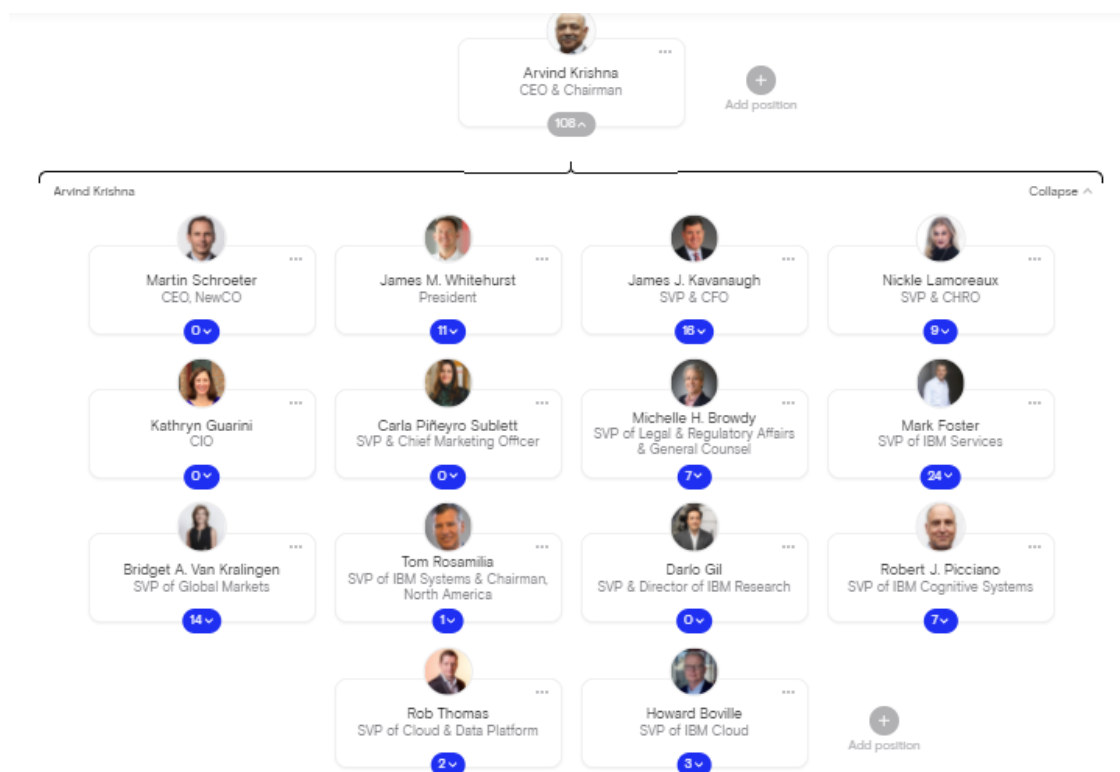 Arvind Krishna
CEO & Chairman
108
Add position
Arvind Krishna
Collapse
Martin Schroeter
CEO, NewCO
0
James M. Whitehurst
President
11
James J. Kavanaugh
SVP & CFO
16
Nickle Lamoreaux
SVP & CHRO
9
Kathryn Guarini
CIO
0
Carla Piñeyro Sublett
SVP & Chief Marketing Officer
0
Michelle H. Browdy
SVP of Legal & Regulatory Affairs
& General Counsel
7
Mark Foster
SVP of IBM Services
24
Bridget A. Van Kralingen
SVP of Global Markets
14
Tom Rosamilia
SVP of IBM Systems & Chairman,
North America
1
Dario Gil
SVP & Director of IBM Research
0
Robert J. Picciano
SVP of IBM Cognitive Systems
7
Rob Thomas
SVP of Cloud & Data Platform
2
Howard Boville
SVP of IBM Cloud
3
Add position